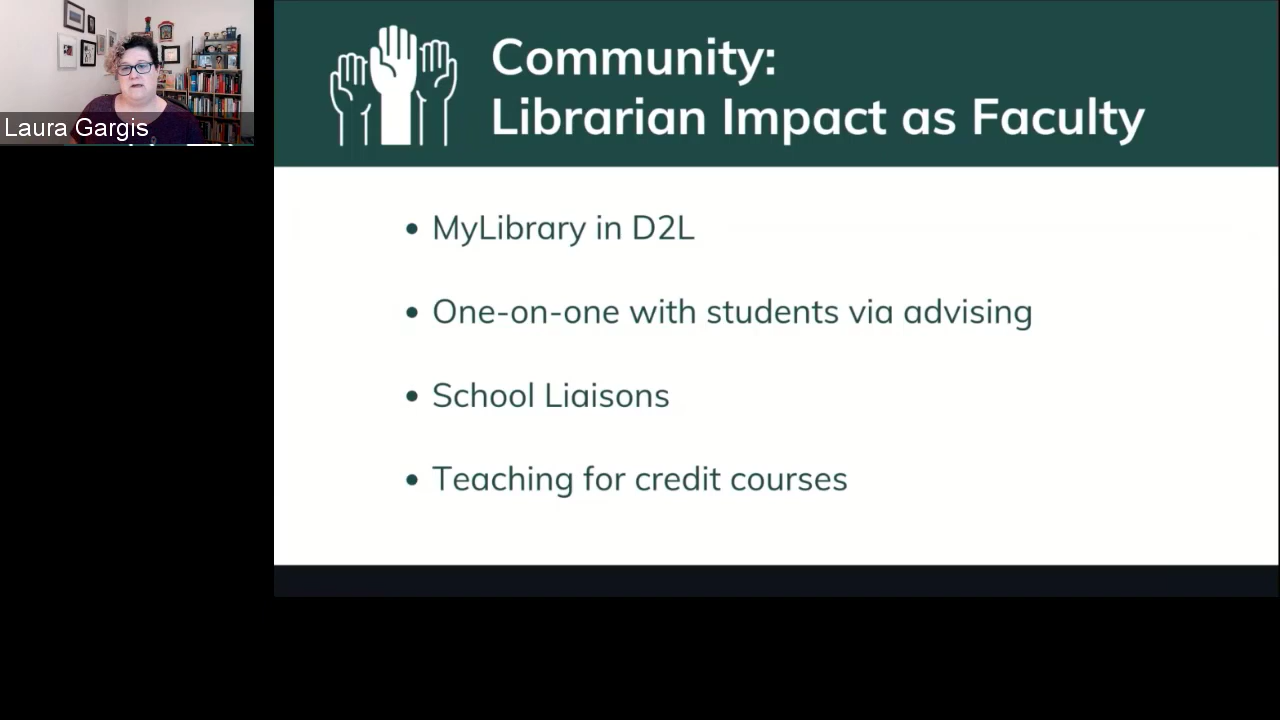 Laura Gargis
Community:
Librarian Impact as Faculty
• MyLibrary in D2L
• One-on-one with students via advising
• School Liaisons
• Teaching for credit courses